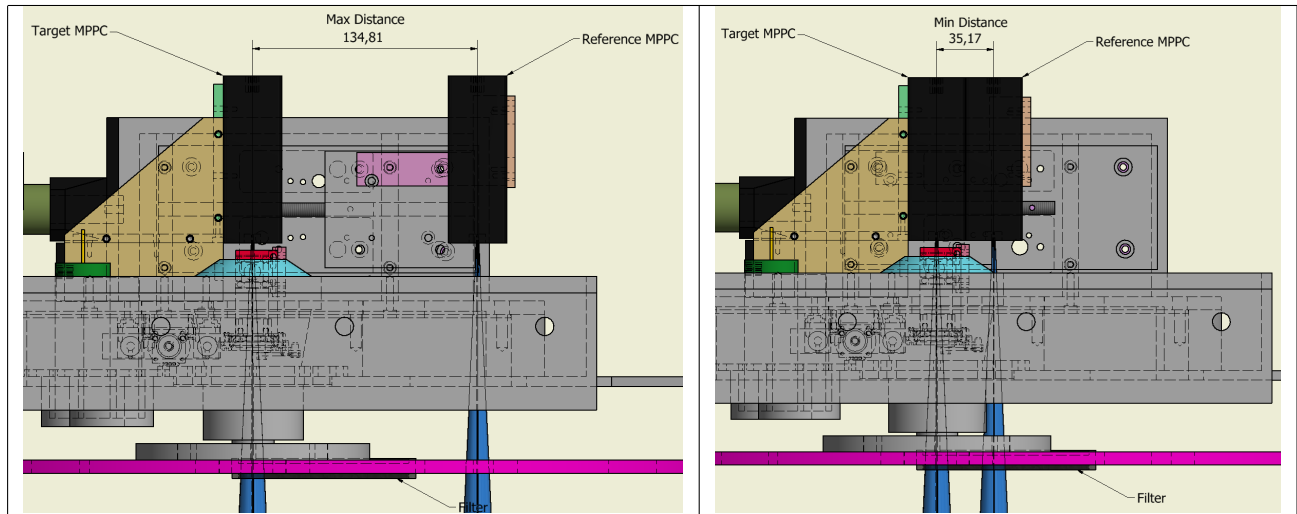 Max Distance
134,81
Target MPPC
Reference MPPC
Filter
Min Distance
35,17
Target MPPC
Reference MPPC
Filter